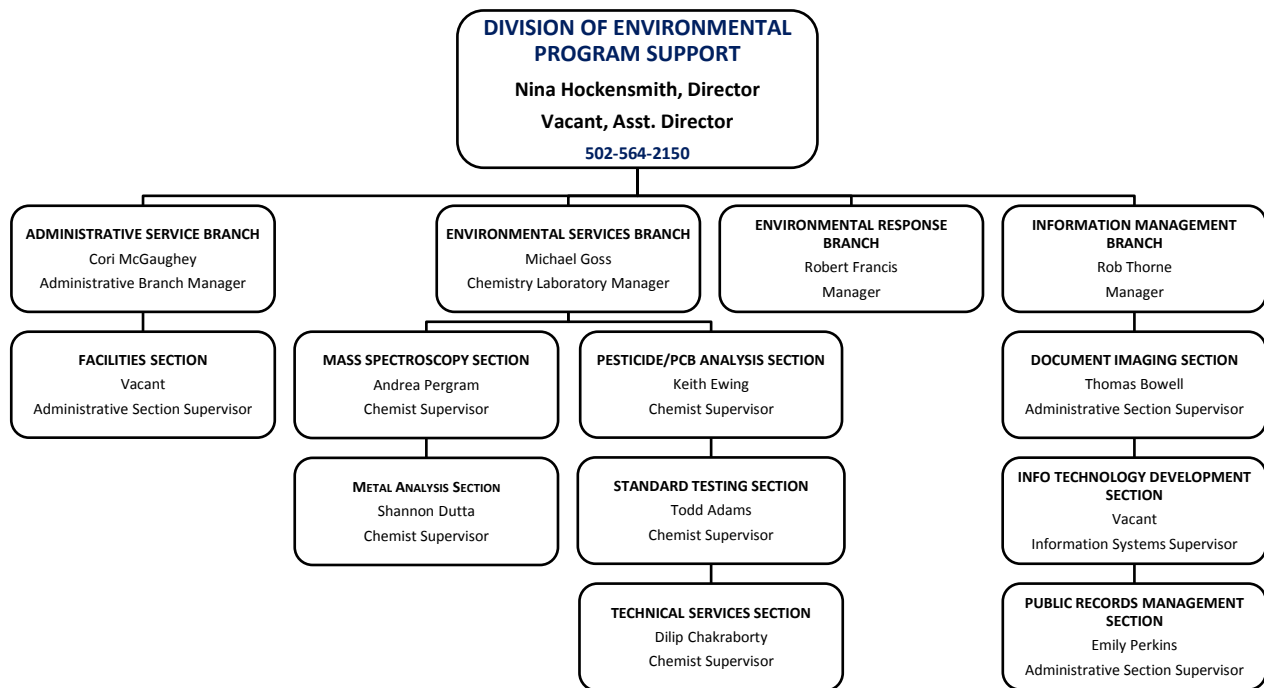 DIVISION OF ENVIRONMENTAL
PROGRAM SUPPORT
Nina Hockensmith, Director
Vacant, Asst. Director
502-564-2150
ADMINISTRATIVE SERVICE BRANCH
Cori McGaughey
Administrative Branch Manager
ENVIRONMENTAL SERVICES BRANCH
Michael Goss
Chemistry Laboratory Manager
ENVIRONMENTAL RESPONSE
BRANCH
Robert Francis
Manager
INFORMATION MANAGEMENT
BRANCH
Rob Thorne
Manager
FACILITIES SECTION
Vacant
Administrative Section Supervisor
MASS SPECTROSCOPY SECTION
Andrea Pergram
Chemist Supervisor
PESTICIDE/PCB ANALYSIS SECTION
Keith Ewing
Chemist Supervisor
DOCUMENT IMAGING SECTION
Thomas Bowell
Administrative Section Supervisor
METAL ANALYSIS SECTION
Shannon Dutta
Chemist Supervisor
STANDARD TESTING SECTION
Todd Adams
Chemist Supervisor
INFO TECHNOLOGY DEVELOPMENT
SECTION
Vacant
Information Systems Supervisor
TECHNICAL SERVICES SECTION
Dilip Chakraborty
Chemist Supervisor
PUBLIC RECORDS MANAGEMENT
SECTION
Emily Perkins
Administrative Section Supervisor